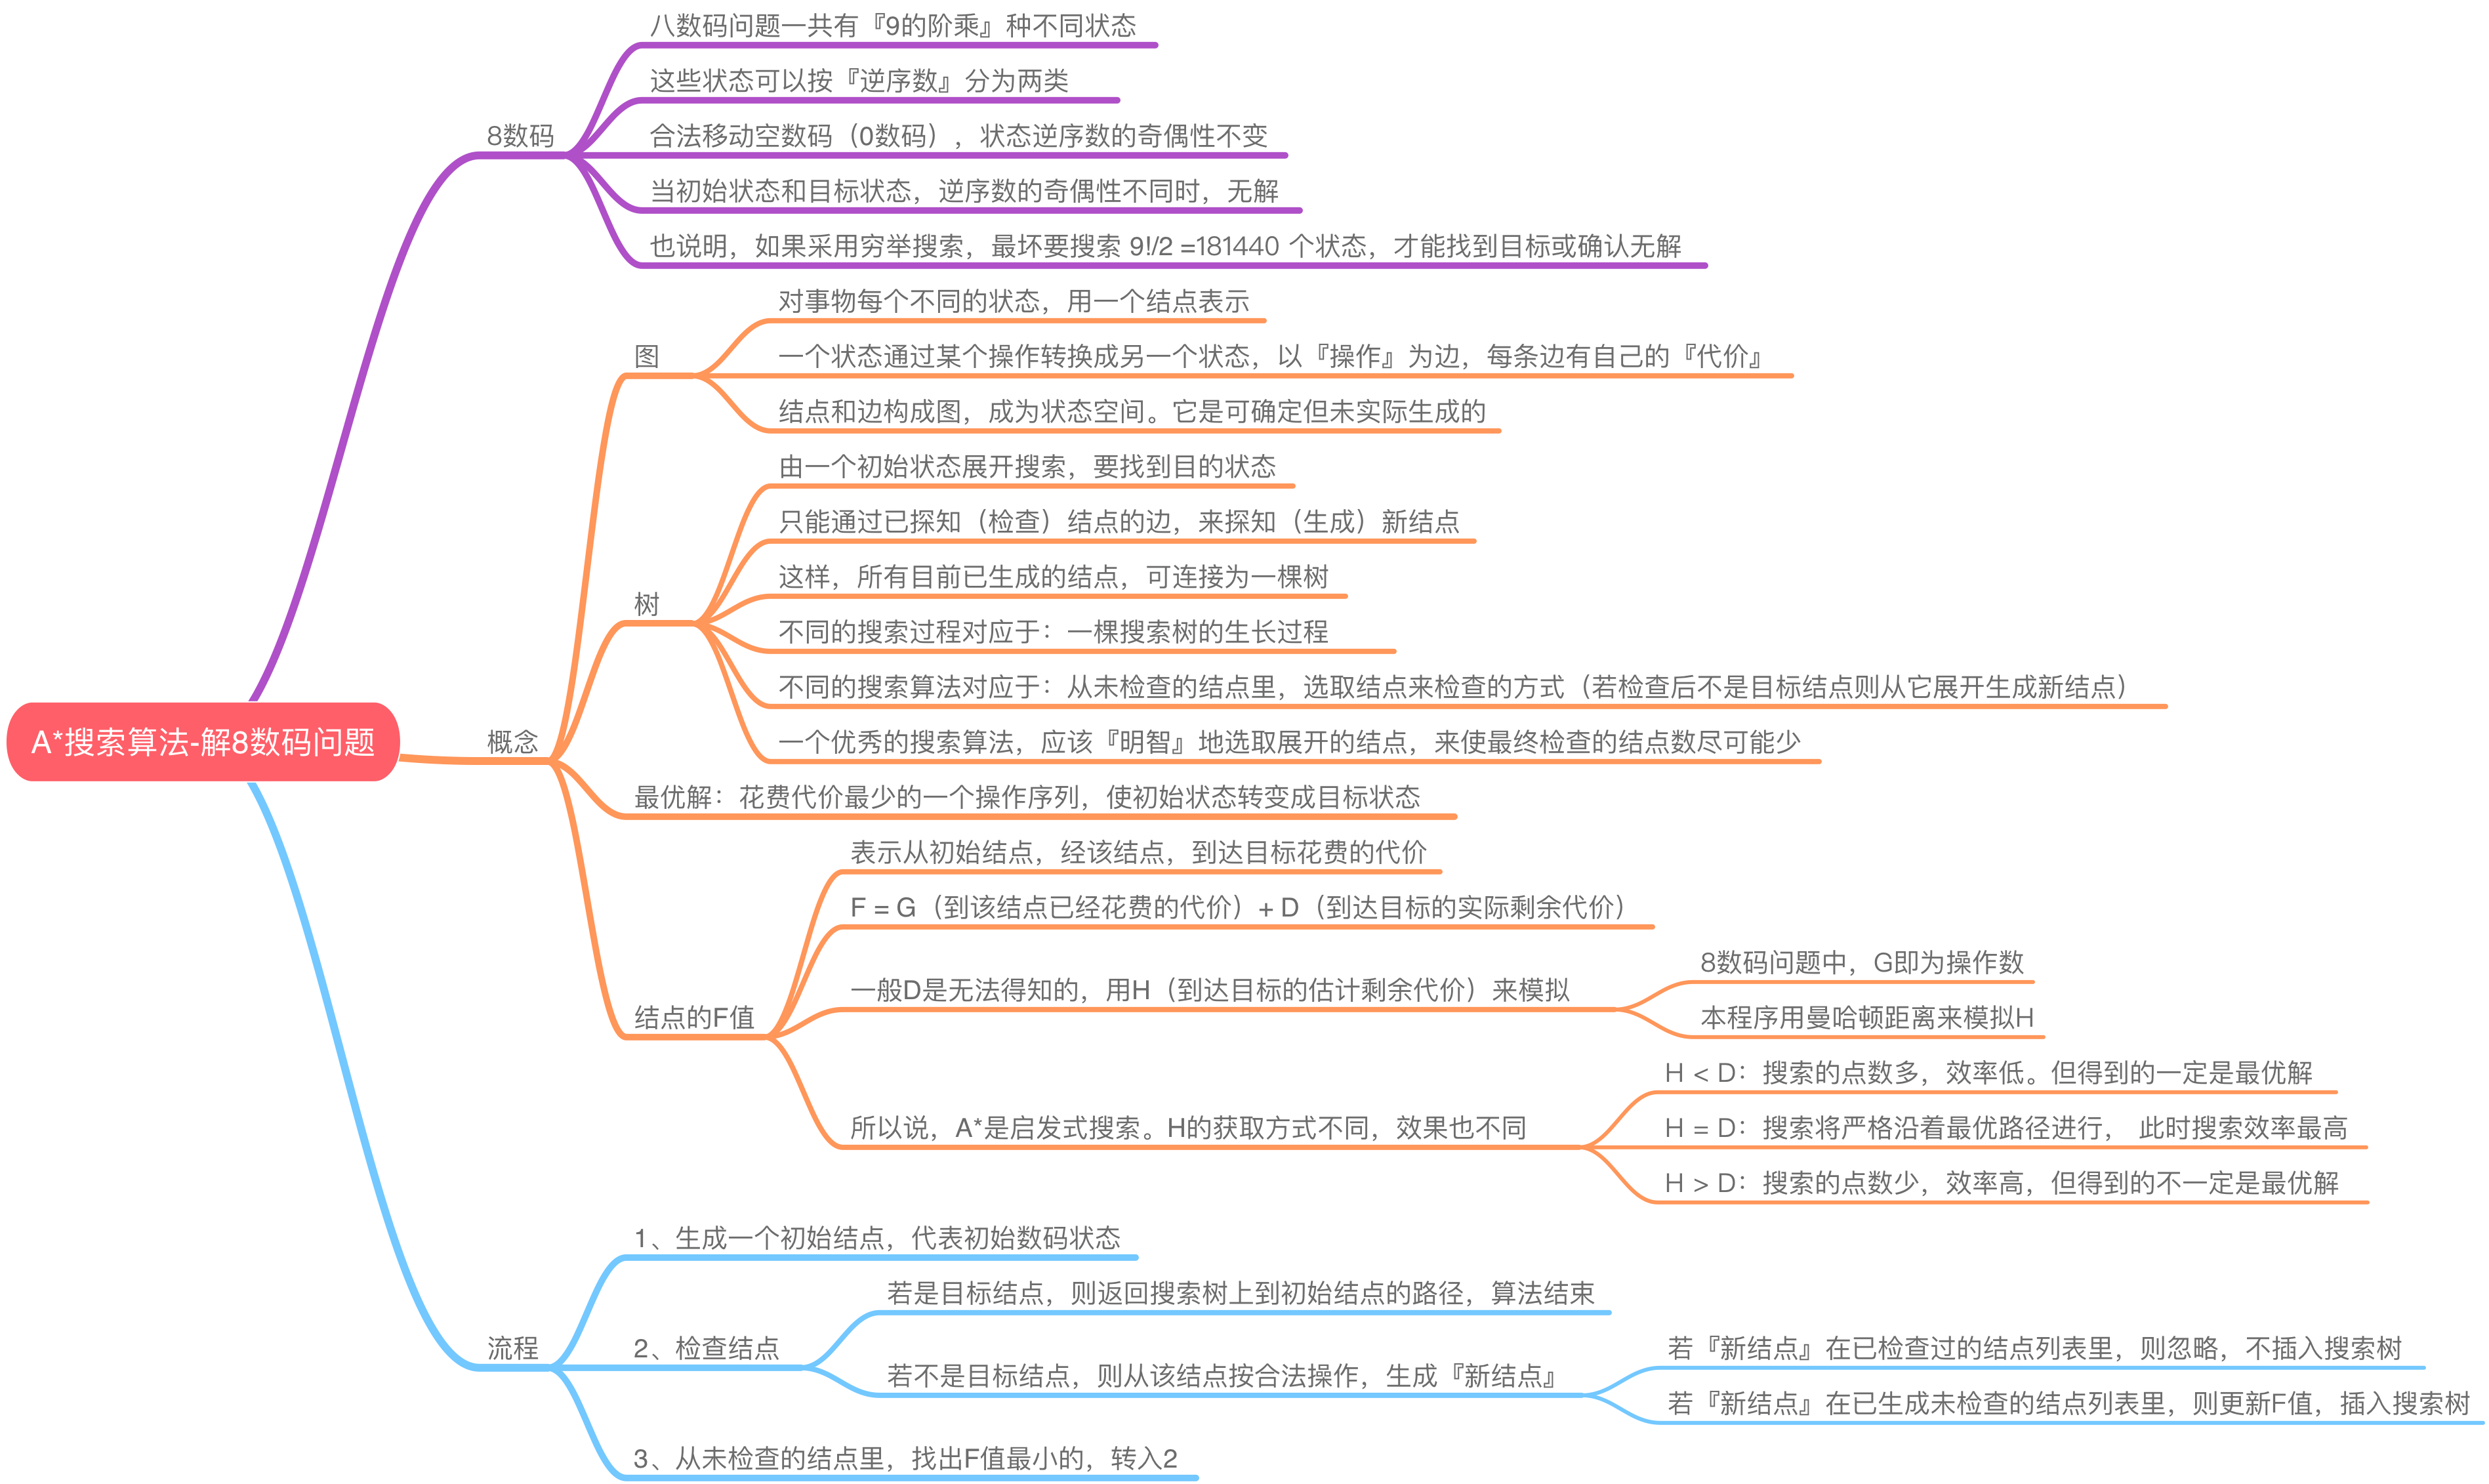 A*搜索算法-解8数码问题
8数码
八数码问题一共有『9的阶乘』种不同状态
这些状态可以按『逆序数』分为两类
合法移动空数码（0数码），状态逆序数的奇偶性不变
当初始状态和目标状态，逆序数的奇偶性不同时，无解
也说明，如果采用穷举搜索，最坏要搜索 9!/2 =181440 个状态，才能找到目标或确认无解
概念
图
对事物每个不同的状态，用一个结点表示
一个状态通过某个操作转换成另一个状态，以『操作』为边，每条边有自己的『代价』
结点和边构成图，成为状态空间。它是可确定但未实际生成的
树
由一个初始状态展开搜索，要找到目的状态
只能通过已探知（检查）结点的边，来探知（生成）新结点
这样，所有目前已生成的结点，可连接为一棵树
不同的搜索过程对应于：一棵搜索树的生长过程
不同的搜索算法对应于：从未检查的结点里，选取结点来检查的方式（若检查后不是目标结点则从它展开生成新结点）
一个优秀的搜索算法，应该『明智』地选取展开的结点，来使最终检查的结点数尽可能少
最优解：花费代价最少的一个操作序列，使初始状态转变成目标状态
结点的F值
表示从初始结点，经该结点，到达目标花费的代价
F = G（到该结点已经花费的代价）+ D（到达目标的实际剩余代价）
一般D是无法得知的，用H（到达目标的估计剩余代价）来模拟
8数码问题中，G即为操作数
本程序用曼哈顿距离来模拟H
所以说，A*是启发式搜索。H的获取方式不同，效果也不同
H < D：搜索的点数多，效率低。但得到的一定是最优解
H = D：搜索将严格沿着最优路径进行， 此时搜索效率最高
H > D：搜索的点数少，效率高，但得到的不一定是最优解
流程
1、生成一个初始结点，代表初始数码状态
2、检查结点
若是目标结点，则返回搜索树上到初始结点的路径，算法结束
若不是目标结点，则从该结点按合法操作，生成『新结点』
若『新结点』在已检查过的结点列表里，则忽略，不插入搜索树
若『新结点』在已生成未检查的结点列表里，则更新F值，插入搜索树
3、从未检查的结点里，找出F值最小的，转入2